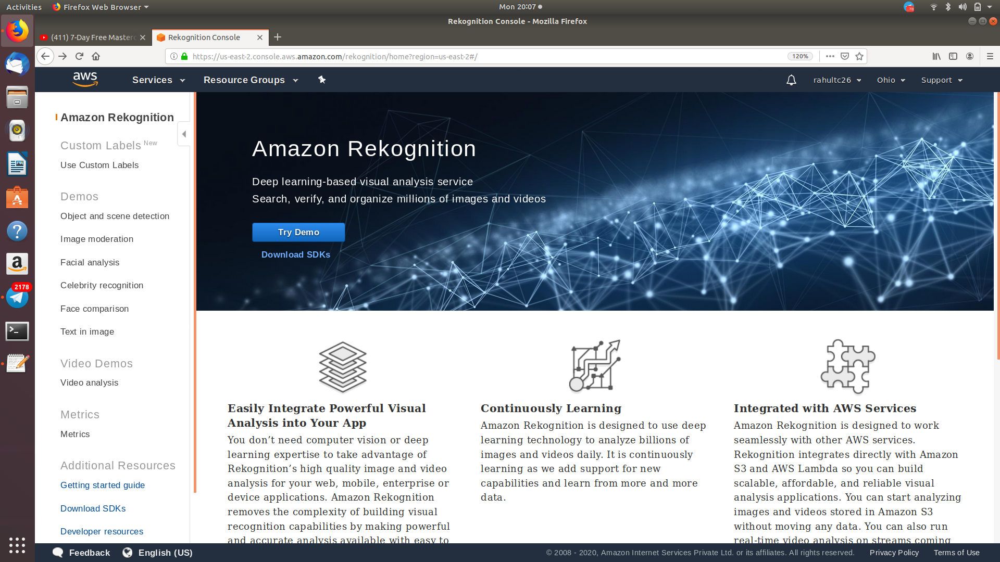 Activities
Firefox Web Browser
Mon 20:07
78
Rekognition Console - Mozilla Firefox
(411) 7-Day Free Masterc
Rekognition Console
https://us-east-2.console.aws.amazon.com/rekognition/home?region=us-east-2#/
120%
aws
Services
Resource Groups
rahultc26
Ohio
Support
Amazon Rekognition
Custom Labels New
Use Custom Labels
Demos
Object and scene detection
Image moderation
Facial analysis
Celebrity recognition
Face comparison
Text in image
Video Demos
Video analysis
Metrics
Metrics
Additional Resources
Getting started guide
Download SDKs
Developer resources
2178
Amazon Rekognition
Deep learning-based visual analysis service
Search, verify, and organize millions of images and videos
Try Demo
Download SDKs
Easily Integrate Powerful Visual
Analysis into Your App
You don’t need computer vision or deep
learning expertise to take advantage of
Rekognition’s high quality image and video
analysis for your web, mobile, enterprise or
device applications. Amazon Rekognition
removes the complexity of building visual
recognition capabilities by making powerful
and accurate analysis available with easy to
Continuously Learning
Amazon Rekognition is designed to use deep
learning technology to analyze billions of
images and videos daily. It is continuously
learning as we add support for new
capabilities and learn from more and more
data.
Integrated with AWS Services
Amazon Rekognition is designed to work
seamlessly with other AWS services.
Rekognition integrates directly with Amazon
S3 and AWS Lambda so you can build
scalable, affordable, and reliable visual
analysis applications. You can start analyzing
images and videos stored in Amazon S3
without moving any data. You can also run
real-time video analysis on streams coming
Feedback
English (US)
© 2008 - 2020, Amazon Internet Services Private Ltd. or its affiliates. All rights reserved.
Privacy Policy
Terms of Use